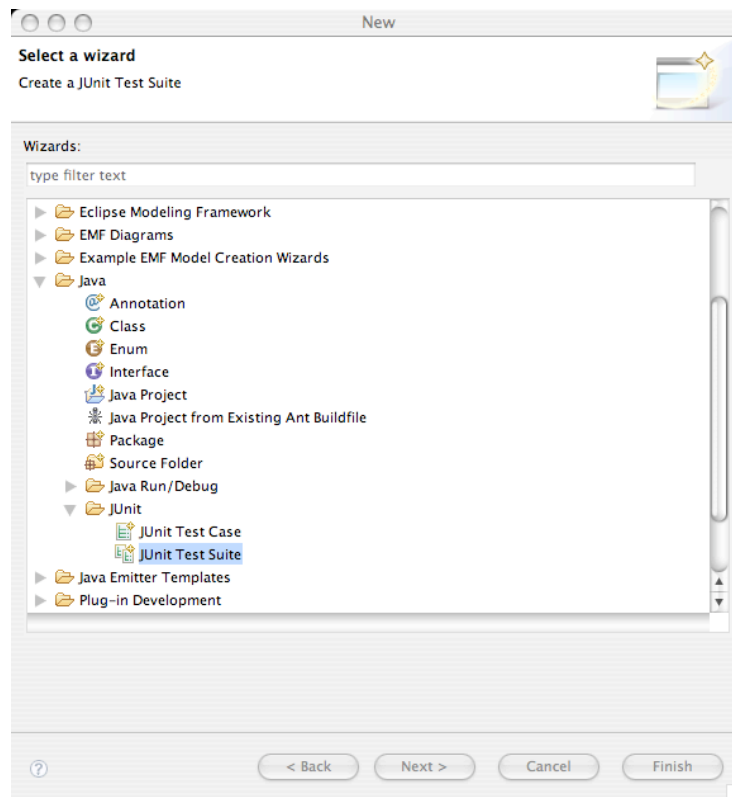 New
Select a wizard
Create a JUnit Test Suite
Wizards:
type filter text
Eclipse Modeling Framework
EMF Diagrams
Example EMF Model Creation Wizards
Java
Annotation
Class
Enum
Interface
Java Project
Java Project from Existing Ant Buildfile
Package
Source Folder
Java Run/Debug
JUnit
JUnit Test Case
JUnit Test Suite
Java Emitter Templates
Plug-in Development
? < Back Next > Cancel Finish